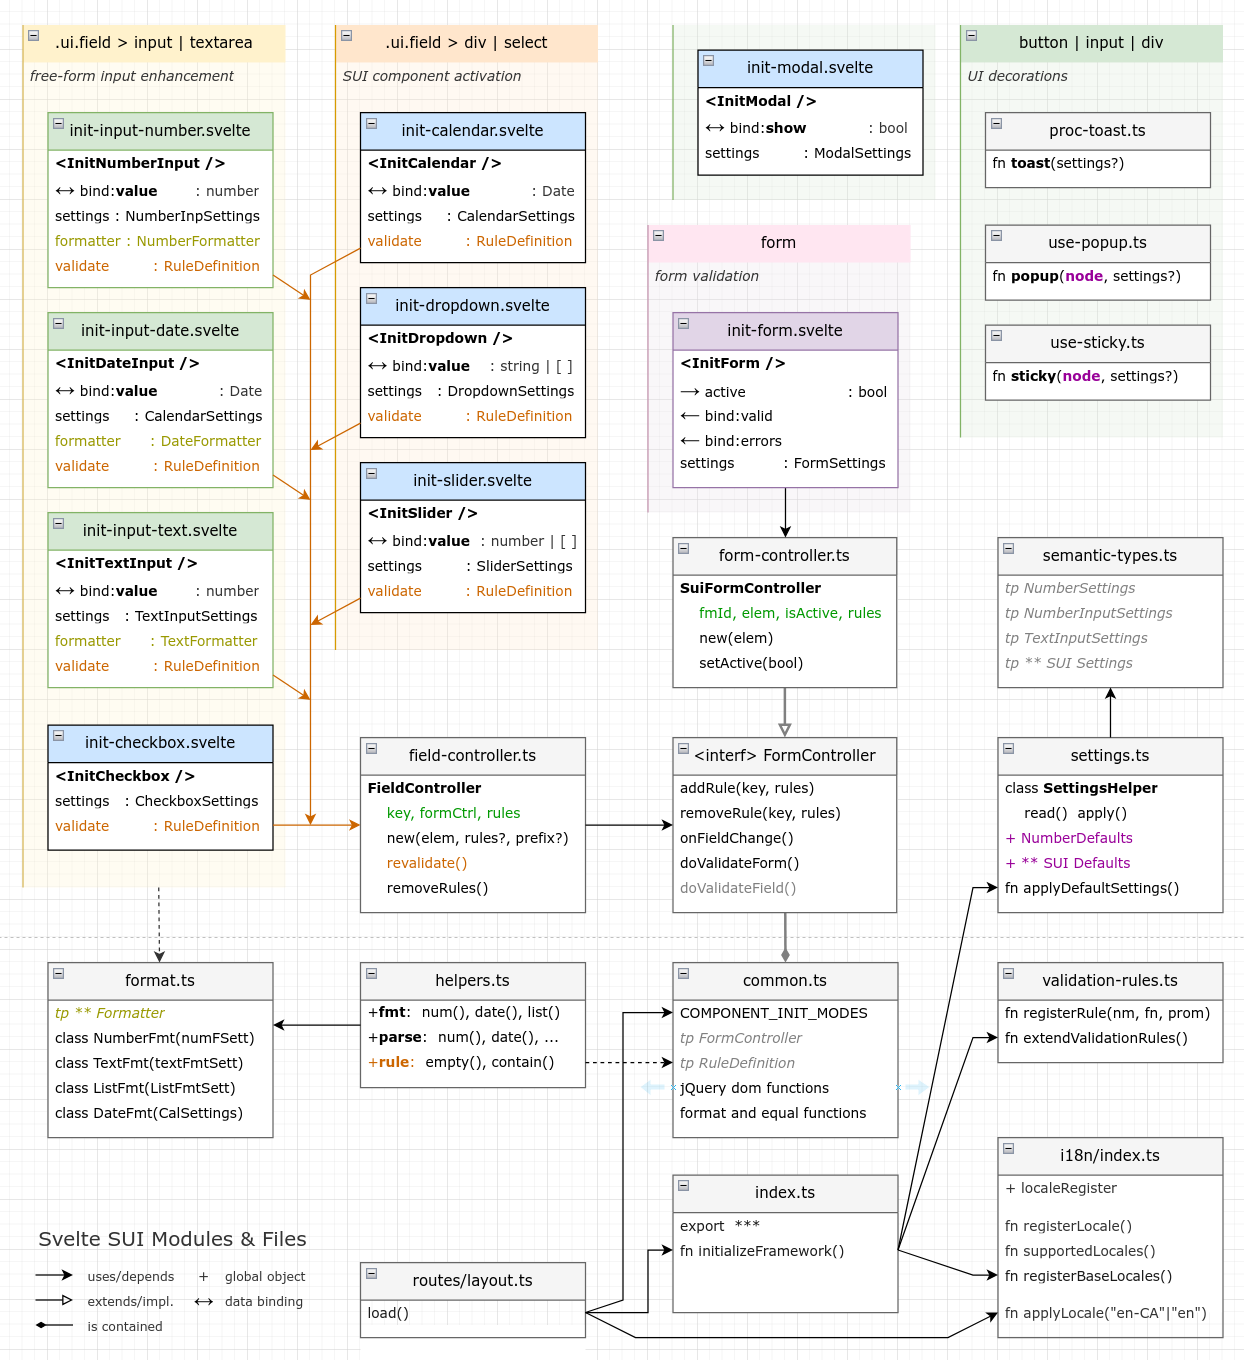 .ui.field > input | textarea
free-form input enhancement
init-input-number.svelte
<InitNumberInput />
↔ bind:value : number
settings : NumberInpSettings
formatter : NumberFormatter
validate : RuleDefinition
init-input-date.svelte
<InitDateInput />
↔ bind:value : Date
settings : CalendarSettings
formatter : DateFormatter
validate : RuleDefinition
init-input-text.svelte
<InitTextInput />
↔ bind:value : number
settings : TextInputSettings
formatter : TextFormatter
validate : RuleDefinition
init-checkbox.svelte
<InitCheckbox />
settings : CheckboxSettings
validate : RuleDefinition
.ui.field > div | select
SUI component activation
init-calendar.svelte
<InitCalendar />
↔ bind:value : Date
settings : CalendarSettings
validate : RuleDefinition
init-dropdown.svelte
<InitDropdown />
↔ bind:value : string | [ ]
settings : DropdownSettings
validate : RuleDefinition
init-slider.svelte
<InitSlider />
↔ bind:value : number | [ ]
settings : SliderSettings
validate : RuleDefinition
init-modal.svelte
<InitModal />
↔ bind:show : bool
settings : ModalSettings
form
form validation
init-form.svelte
<InitForm />
→ active : bool
← bind:valid
← bind:errors
settings : FormSettings
button | input | div
UI decorations
proc-toast.ts
fn toast(settings?)
use-popup.ts
fn popup(node, settings?)
use-sticky.ts
fn sticky(node, settings?)
form-controller.ts
SuiFormController
fmId, elem, isActive, rules
new(elem)
setActive(bool)
semantic-types.ts
tp NumberSettings
tp NumberInputSettings
tp TextInputSettings
tp ** SUI Settings
field-controller.ts
FieldController
key, formCtrl, rules
new(elem, rules?, prefix?)
revalidate()
removeRules()
<interf> FormController
addRule(key, rules)
removeRule(key, rules)
onFieldChange()
doValidateForm()
doValidateField()
settings.ts
class SettingsHelper
read() apply()
+ NumberDefaults
+ ** SUI Defaults
fn applyDefaultSettings()
format.ts
tp ** Formatter
class NumberFmt(numFSett)
class TextFmt(textFmtSett)
class ListFmt(ListFmtSett)
class DateFmt(CalSettings)
helpers.ts
+fmt: num(), date(), list()
+parse: num(), date(), ...
+rule: empty(), contain()
common.ts
COMPONENT_INIT_MODES
tp FormController
tp RuleDefinition
jQuery dom functions
format and equal functions
validation-rules.ts
fn registerRule(nm, fn, prom)
fn extendValidationRules()
index.ts
export ***
fn initializeFramework()
i18n/index.ts
+ localeRegister
fn registerLocale()
fn supportedLocales()
fn registerBaseLocales()
fn applyLocale("en-CA"|"en")
routes/layout.ts
load()
Svelte SUI Modules & Files
uses/depends + global object
extends/impl. ↔ data binding
is contained